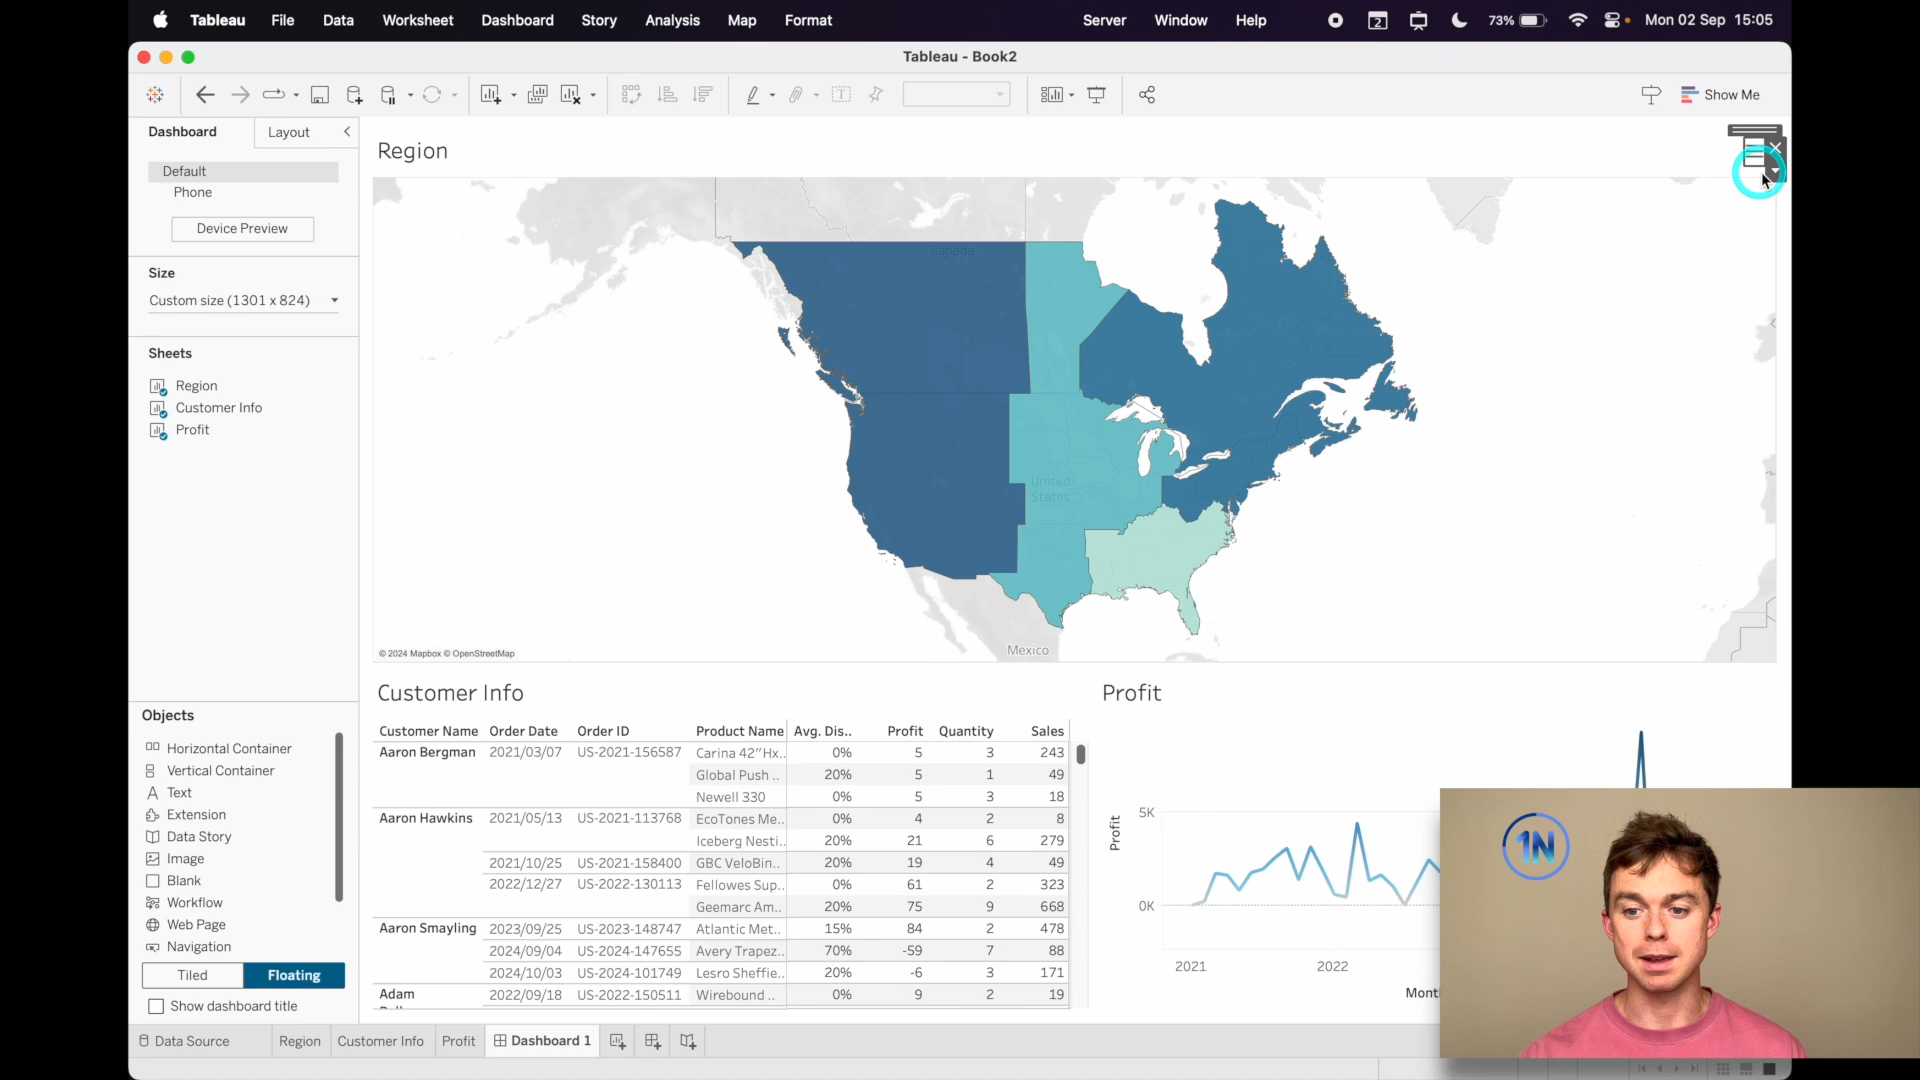 Tableau File Data Worksheet Dashboard Story Analysis Map Format Server Window Help 2 73% Mon 02 Sep 15:05
Tableau - Book2
Show Me
Dashboard Layout
Default
Phone
Device Preview
Size
Custom size (1301 x 824)
Sheets
Region
Customer Info
Profit
Objects
Horizontal Container
Vertical Container
Text
Extension
Data Story
Image
Blank
Workflow
Web Page
Navigation
Tiled Floating
Show dashboard title
Region
Canada
United
States
Mexico
© 2024 Mapbox © OpenStreetMap
Customer Info
Customer Name Order Date Order ID Product Name Avg. Dis.. Profit Quantity Sales
Aaron Bergman 2021/03/07 US-2021-156587 Carina 42"Hx.. 0% 5 3 243
Global Push .. 20% 5 1 49
Newell 330 0% 5 3 18
Aaron Hawkins 2021/05/13 US-2021-113768 EcoTones Me.. 0% 4 2 8
Iceberg Nesti.. 20% 21 6 279
2021/10/25 US-2021-158400 GBC VeloBin.. 20% 19 4 49
2022/12/27 US-2022-130113 Fellowes Sup.. 0% 61 2 323
Geemarc Am.. 20% 75 9 668
Aaron Smayling 2023/09/25 US-2023-148747 Atlantic Met.. 15% 84 2 478
2024/09/04 US-2024-147655 Avery Trapez.. 70% -59 7 88
2024/10/03 US-2024-101749 Lesro Sheffie.. 20% -6 3 171
Adam 2022/09/18 US-2022-150511 Wirebound .. 0% 9 2 19
Profit
Profit
5K
0K
2021 2022
Mont
1N
Data Source Region Customer Info Profit Dashboard 1